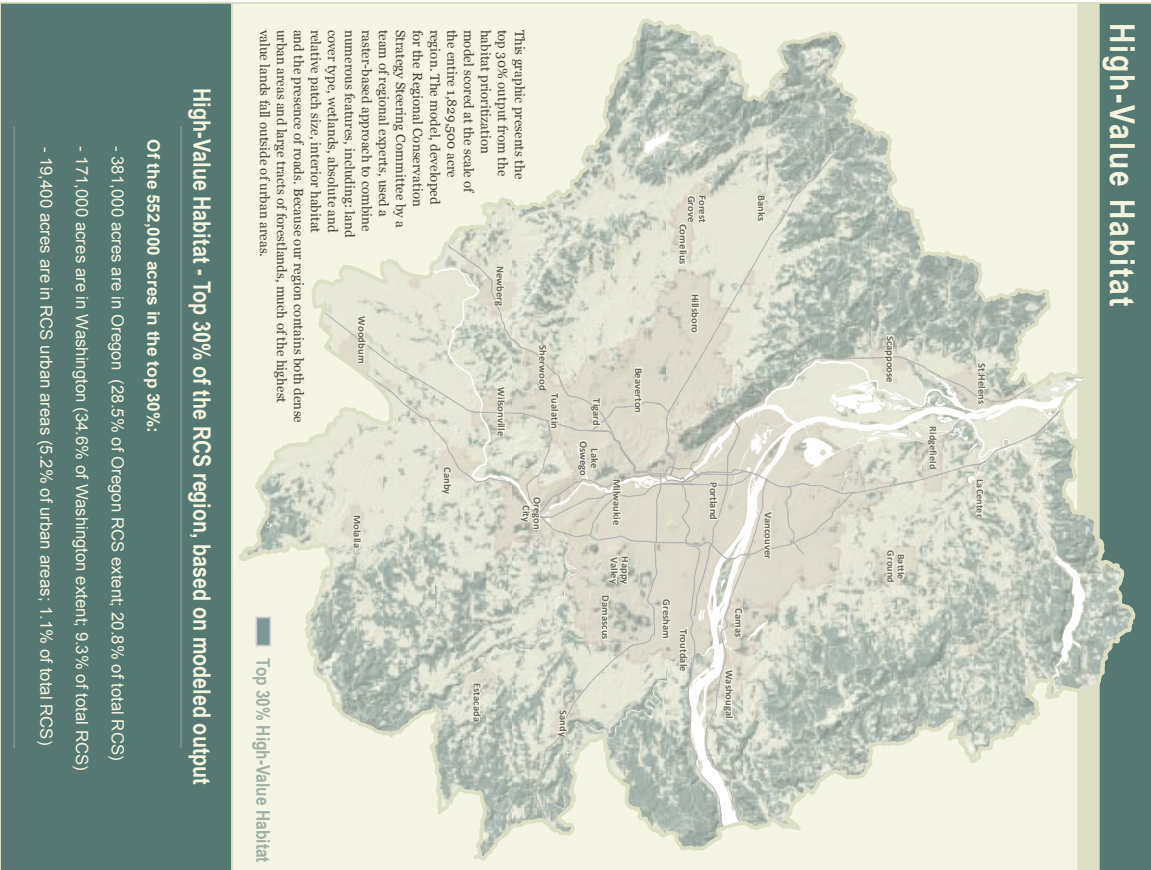 High-Value Habitat
This graphic presents the
top 30% output from the
habitat prioritization
model scored at the scale of
the entire 1,829,500 acre
region. The model, developed
for the Regional Conservation
Strategy Steering Committee by a
team of regional experts, used a
raster-based approach to combine
numerous features, including: land
cover type, wetlands, absolute and
relative patch size, interior habitat
and the presence of roads. Because our region contains both dense
urban areas and large tracts of forestlands, much of the highest
value lands fall outside of urban areas.
St.Helens
LaCenter
Ridgefield
Scappoose
Battle
Ground
Banks
Vancouver
Camas
Washougal
Portland
Forest
Grove
Cornelius
Hillsboro
Troutdale
Gresham
Beaverton
Milwaukie
Happy
Valley
Damascus
Tigard
Lake
Oswego
Tualatin
Sherwood
Oregon
City
Sandy
Newberg
Wilsonville
Estacada
Canby
Woodburn
Molalla
Top 30% High-Value Habitat
High-Value Habitat - Top 30% of the RCS region, based on modeled output
Of the 552,000 acres in the top 30%:
- 381,000 acres are in Oregon (28.5% of Oregon RCS extent; 20.8% of total RCS)
- 171,000 acres are in Washington (34.6% of Washington extent; 9.3% of total RCS)
- 19,400 acres are in RCS urban areas (5.2% of urban areas; 1.1% of total RCS)